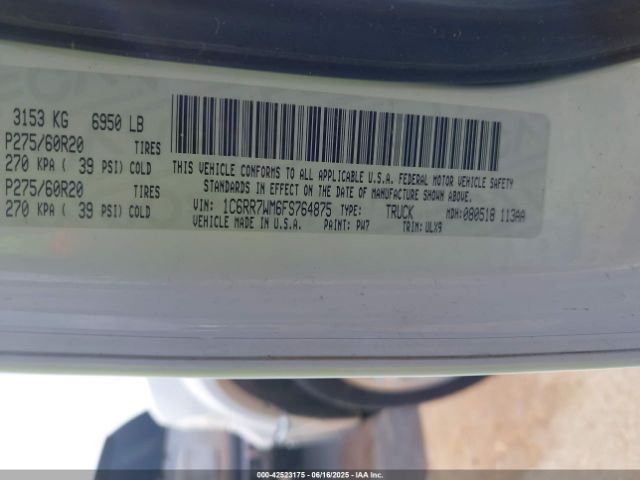 3153 KG 6950 LB
P275/60R20 TIRES
270 KPA ( 39 PSI) COLD
P275/60R20 TIRES
270 KPA ( 39 PSI) COLD
THIS VEHICLE CONFORMS TO ALL APPLICABLE U.S.A. FEDERAL MOTOR VEHICLE SAFETY
STANDARDS IN EFFECT ON THE DATE OF MANUFACTURE SHOWN ABOVE.
VIN: 1C6RR7WM6FS764875 TYPE: TRUCK MDH:080518 113AA
VEHICLE MADE IN U.S.A. PAINT: PW7 TRIM: ULX9
000-42523175 - 06/16/2025 - IAA Inc.